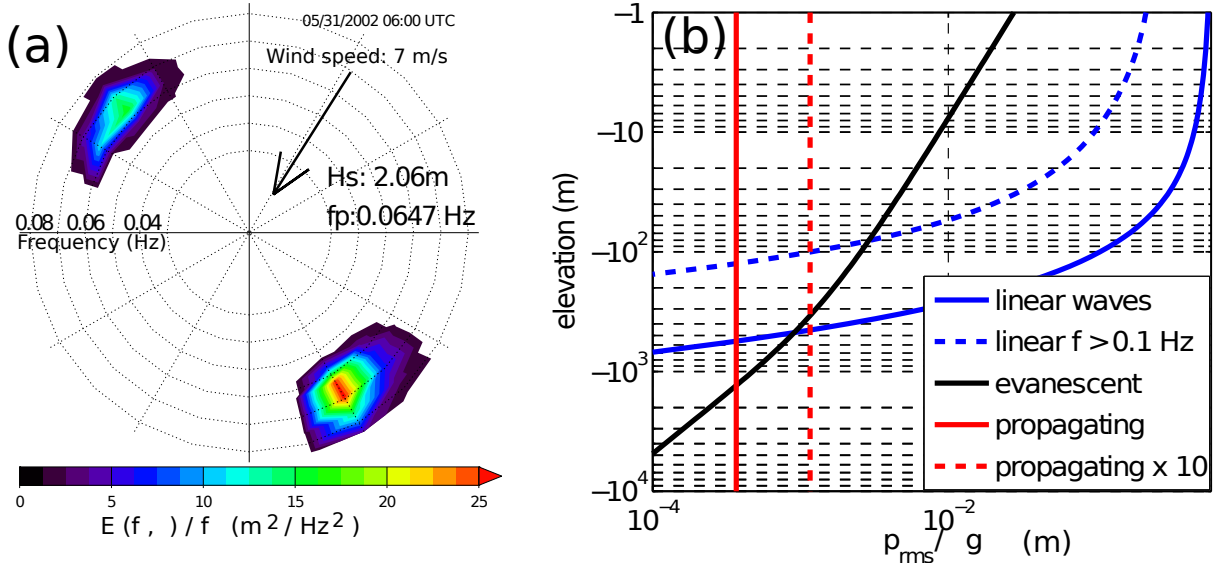 (a)
05/31/2002 06:00 UTC
Wind speed: 7 m/s
Hs: 2.06m
fp:0.0647 Hz
0.08 0.06 0.04
Frequency (Hz)
0 5 10 15 20 25
E (f , ) / f (m² / Hz²)
(b)
−1
−10
−10²
−10³
−10⁴
elevation (m)
linear waves
linear f >0.1 Hz
evanescent
propagating
propagating x 10
10⁻⁴ 10⁻²
p_rms/ g (m)